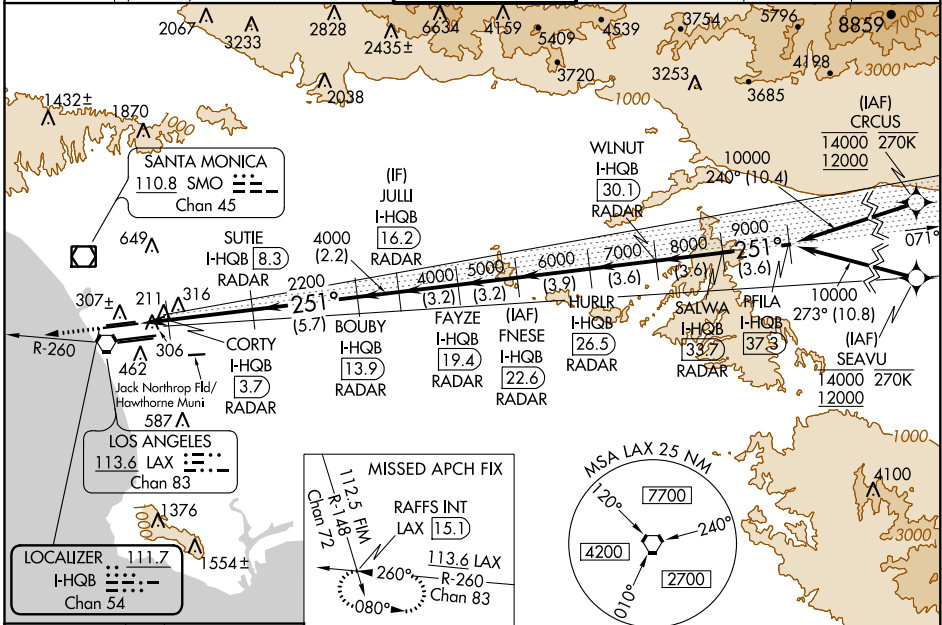 2067
3233
2828
2435±
6634
4159
5409
4539
3754
5796
8859
7000
3720
3253
3685
4198
3000
2038
1000
1432±
1870
1000
(IAF)
CRCUS
14000 270K
12000
SANTA MONICA
110.8 SMO
Chan 45
WLNUT
I-HQB
30.1
RADAR
10000
240° (10.4)
(IF)
JULLI
I-HQB
16.2
RADAR
649
SUTIE
I-HQB 8.3
RADAR
4000
(2.2)
071°
307±
211
316
2200
251°
(5.7)
4000
(3.2)
5000
(3.2)
6000
(3.9)
7000
(3.6)
8000
(3.6)
9000
251°
(3.6)
10000
273° (10.8)
R-260
306
462
CORTY
I-HQB
3.7
RADAR
BOUBY
I-HQB
13.9
RADAR
FAYZE
I-HQB
19.4
RADAR
(IAF)
FNESE
I-HQB
22.6
RADAR
HURLR
I-HQB
26.5
RADAR
SALWA
I-HQB
33.7
RADAR
PFILA
I-HQB
37.3
(IAF)
SEAVU
14000 270K
12000
Jack Northrop Fld/
Hawthorne Muni
587
LOS ANGELES
113.6 LAX
Chan 83
1000
1376
1554±
LOCALIZER 111.7
I-HQB
Chan 54
MISSED APCH FIX
112.5 FIM
R-148
Chan 72
RAFFS INT
LAX 15.1
113.6 LAX
R-260
Chan 83
260°
080°
MSA LAX 25 NM
120°
7700
240°
4200
2700
010°
1000
4100
3000